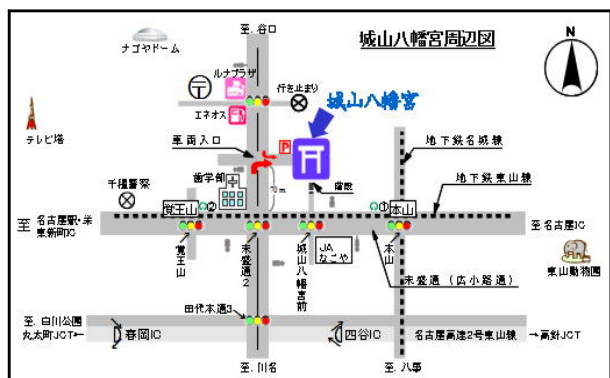 至.谷口
城山八幡宮周辺図
ナゴヤドーム
N
〒
ルナプラザ
行き止まり
エネオス
城山八幡宮
テレビ塔
車両入口
P
地下鉄名城線
歯学部
階段
地下鉄東山線
千種警察
覚王山
②
①
本山
至 名古屋駅・栄
東新町IC
至 名古屋IC
覚王山
末盛通2
城山八幡宮前
JA
なごや
本山
東山動物園
末盛通(広小路通)
田代本通3
至.白川公園
丸太町JCT←
春岡IC
四谷IC
名古屋高速2号東山線
→高針JCT
至.川名
至.八事